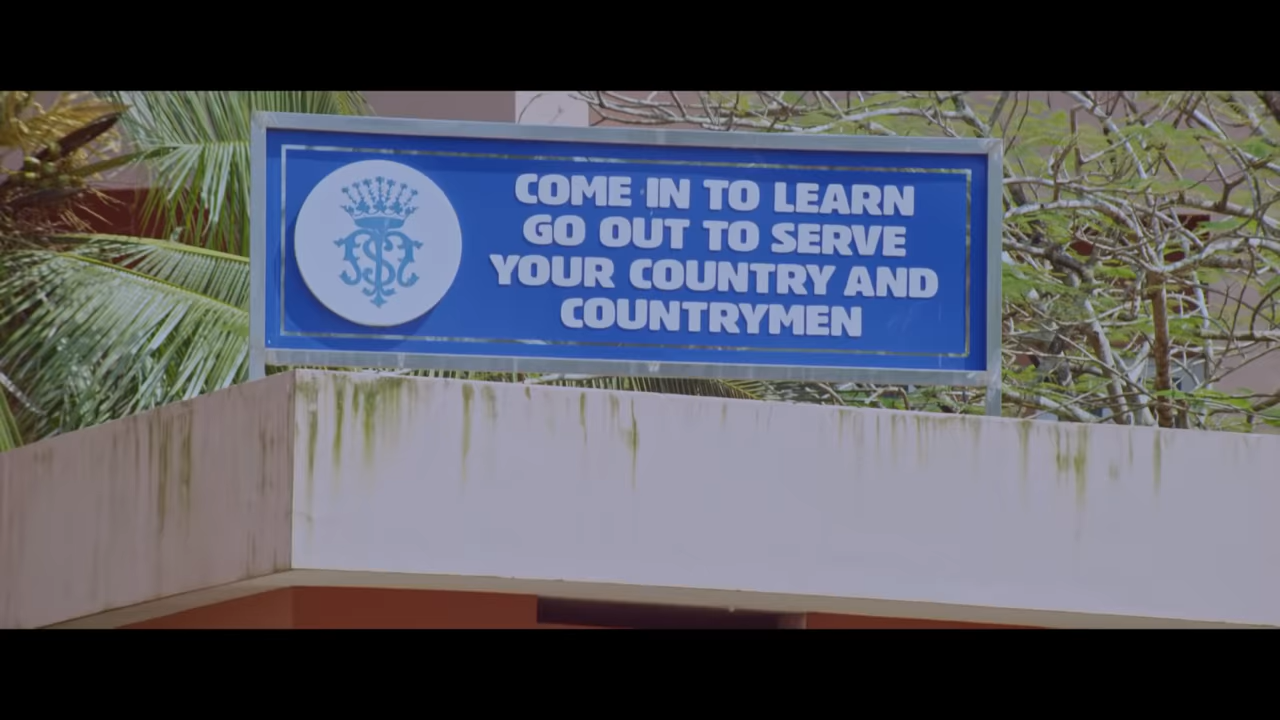 COME IN TO LEARN
GO OUT TO SERVE
YOUR COUNTRY AND
COUNTRYMEN